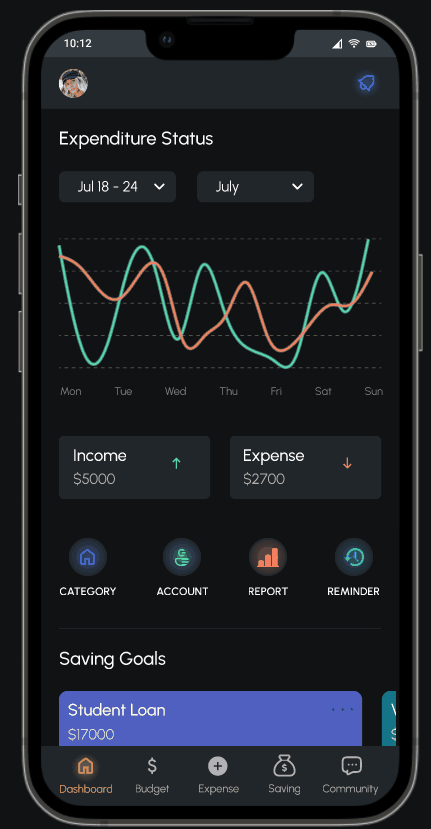 10:12
Expenditure Status
Jul 18 - 24 July
Mon Tue Wed Thu Fri Sat Sun
Income Expense
$5000 $2700
CATEGORY ACCOUNT REPORT REMINDER
Saving Goals
Student Loan
$17000
Dashboard Budget Expense Saving Community